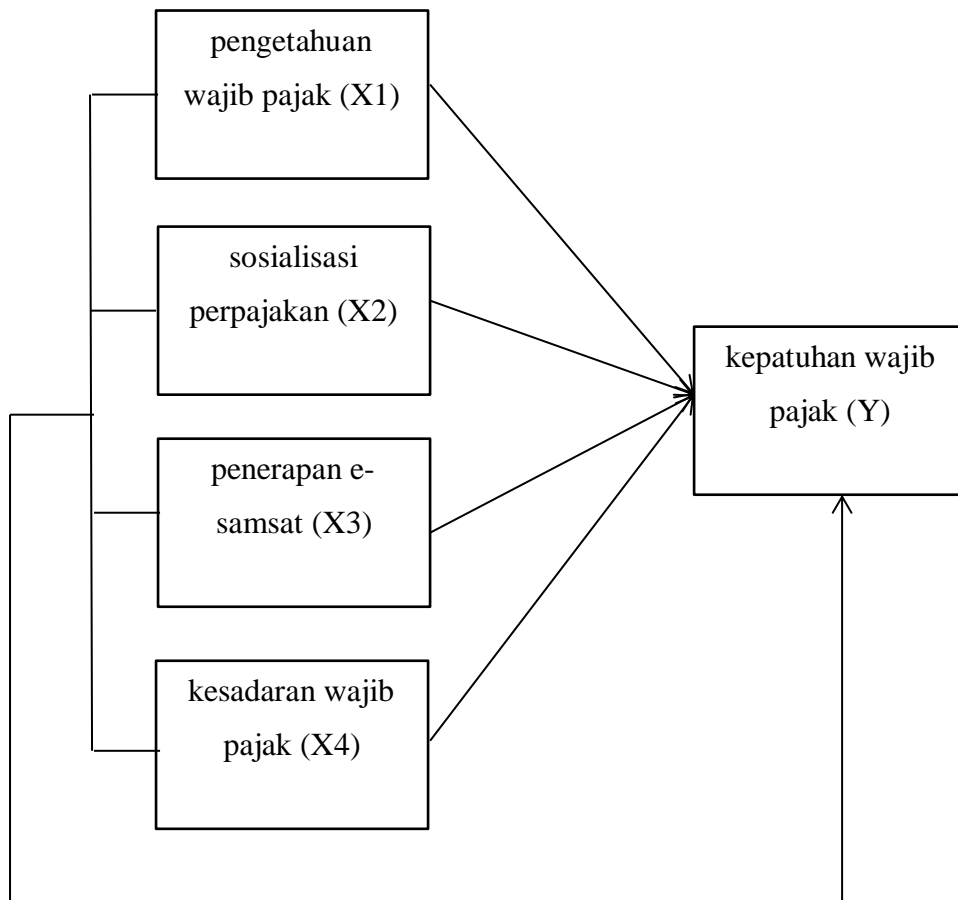 pengetahuan
wajib pajak (X1)
sosialisasi
perpajakan (X2)
kepatuhan wajib
pajak (Y)
penerapan e-
samsat (X3)
kesadaran wajib
pajak (X4)